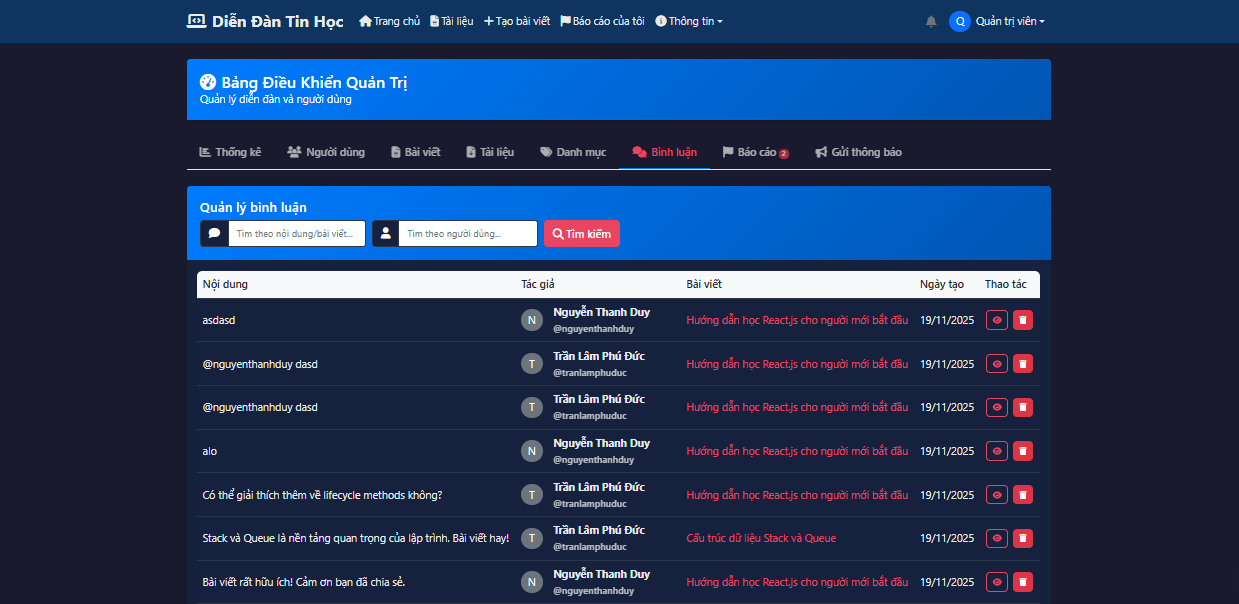 Diễn Đàn Tin Học Trang chủ Tài liệu Tạo bài viết Báo cáo của tôi Thông tin Q Quản trị viên
Bảng Điều Khiển Quản Trị
Quản lý diễn đàn và người dùng
Thống kê Người dùng Bài viết Tài liệu Danh mục Bình luận Báo cáo 2 Gửi thông báo
Quản lý bình luận
Tìm theo nội dung/bài viết... Tìm theo người dùng... Tìm kiếm
Nội dung Tác giả Bài viết Ngày tạo Thao tác
asdasd N Nguyễn Thanh Duy Hướng dẫn học React.js cho người mới bắt đầu 19/11/2025
@nguyenthanhduy
@nguyenthanhduy dasd T Trần Lâm Phú Đức Hướng dẫn học React.js cho người mới bắt đầu 19/11/2025
@tranlamphuduc
@nguyenthanhduy dasd T Trần Lâm Phú Đức Hướng dẫn học React.js cho người mới bắt đầu 19/11/2025
@tranlamphuduc
alo N Nguyễn Thanh Duy Hướng dẫn học React.js cho người mới bắt đầu 19/11/2025
@nguyenthanhduy
Có thể giải thích thêm về lifecycle methods không? T Trần Lâm Phú Đức Hướng dẫn học React.js cho người mới bắt đầu 19/11/2025
@tranlamphuduc
Stack và Queue là nền tảng quan trọng của lập trình. Bài viết hay! T Trần Lâm Phú Đức Cấu trúc dữ liệu Stack và Queue 19/11/2025
@tranlamphuduc
Bài viết rất hữu ích! Cảm ơn bạn đã chia sẻ. N Nguyễn Thanh Duy Hướng dẫn học React.js cho người mới bắt đầu 19/11/2025
@nguyenthanhduy